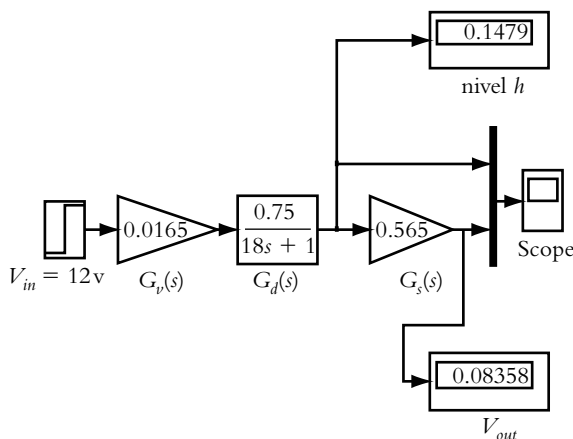 0.1479
nivel h
0.0165
0.75
18s + 1
0.565
Scope
V_in = 12v
G_v(s)
G_d(s)
G_s(s)
0.08358
V_out